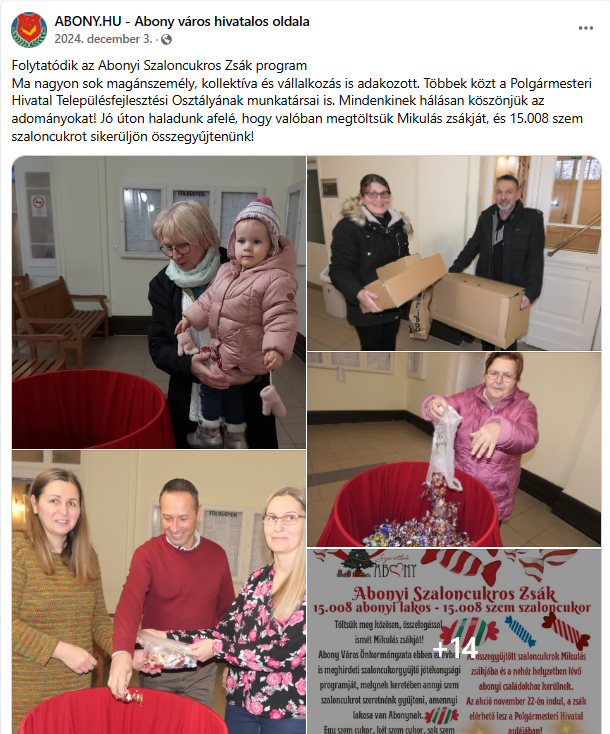 ABONY.HU - Abony város hivatalos oldala
2024. december 3. ·
Folytatódik az Abonyi Szaloncukros Zsák program
Ma nagyon sok magánszemély, kollektíva és vállalkozás is adakozott. Többek közt a Polgármesteri
Hivatal Településfejlesztési Osztályának munkatársai is. Mindenkinek hálásan köszönjük az
adományokat! Jó úton haladunk afelé, hogy valóban megtöltsük Mikulás zsákját, és 15.008 szem
szaloncukrot sikerüljön összegyűjtenünk!
FÖLDÜGYEK
ABONY
Abonyi Szaloncukros Zsák
15.008 abonyi lakos - 15.008 szem szaloncukor
Töltsük meg közösen, összefogással
ismét Mikulás zsákját!
Abony Város Önkormányzata ebben az évben
is meghirdeti szaloncukorgyűjtő jótékonysági
programját, melynek keretében annyi szem
szaloncukrot szeretnénk gyűjteni, amennyi
lakosa van Abonynak.
Egy szem cukor, két szem cukor, sok szem
+14
összegyűjtött szaloncukrok Mikulás
zsákjába és a nehéz helyzetben lévő
abonyi családokhoz kerülnek.
Az akció november 22-én indul, a zsák
elérhető lesz a Polgármesteri Hivatal
aulájában!